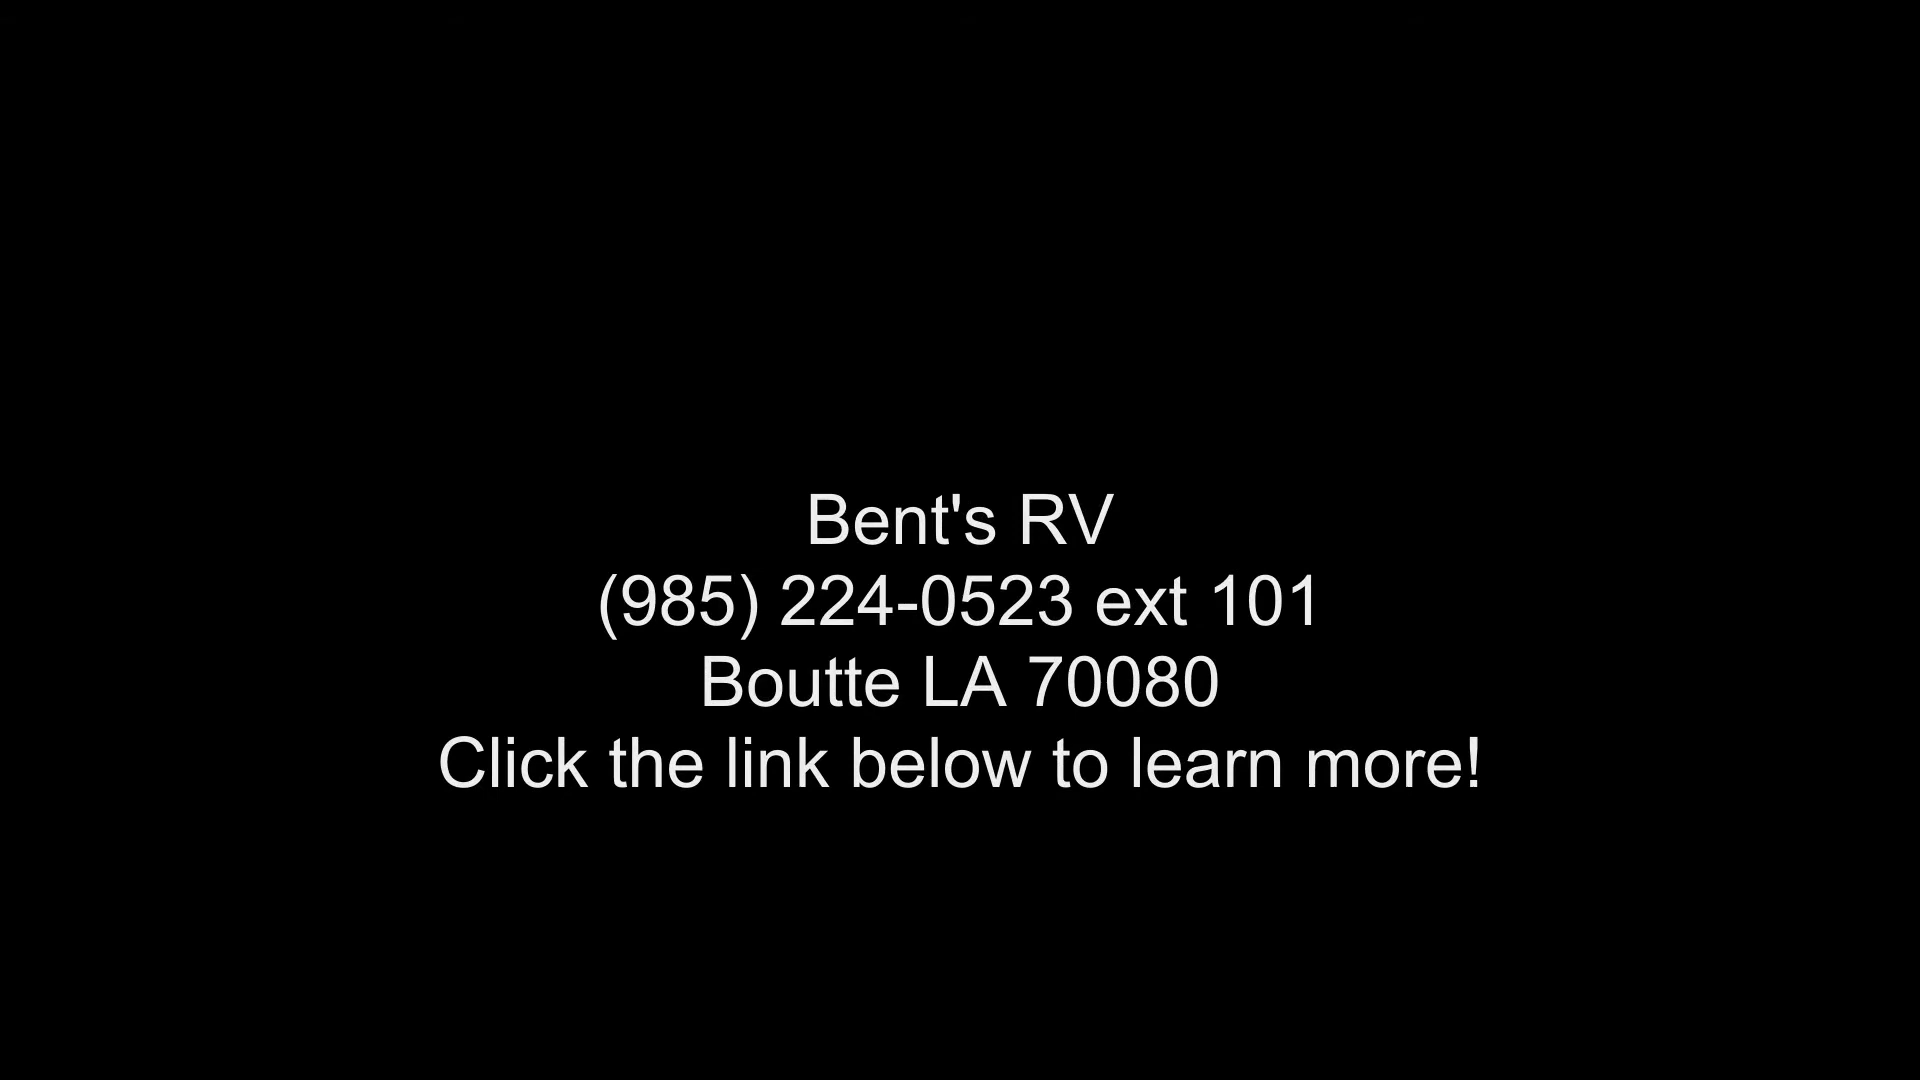 Bent's RV
(985) 224-0523 ext 101
Boutte LA 70080
Click the link below to learn more!